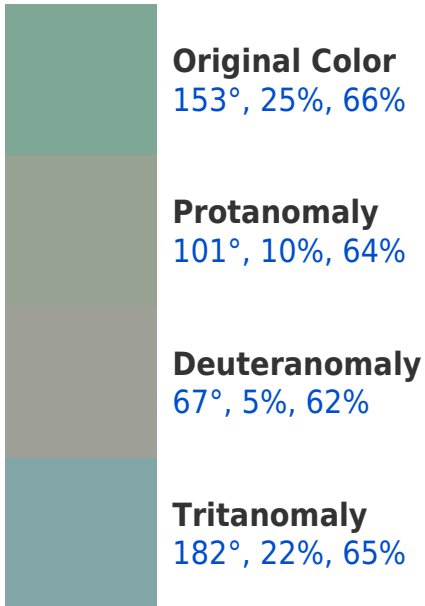 Original Color
153°, 25%, 66%
Protanomaly
101°, 10%, 64%
Deuteranomaly
67°, 5%, 62%
Tritanomaly
182°, 22%, 65%